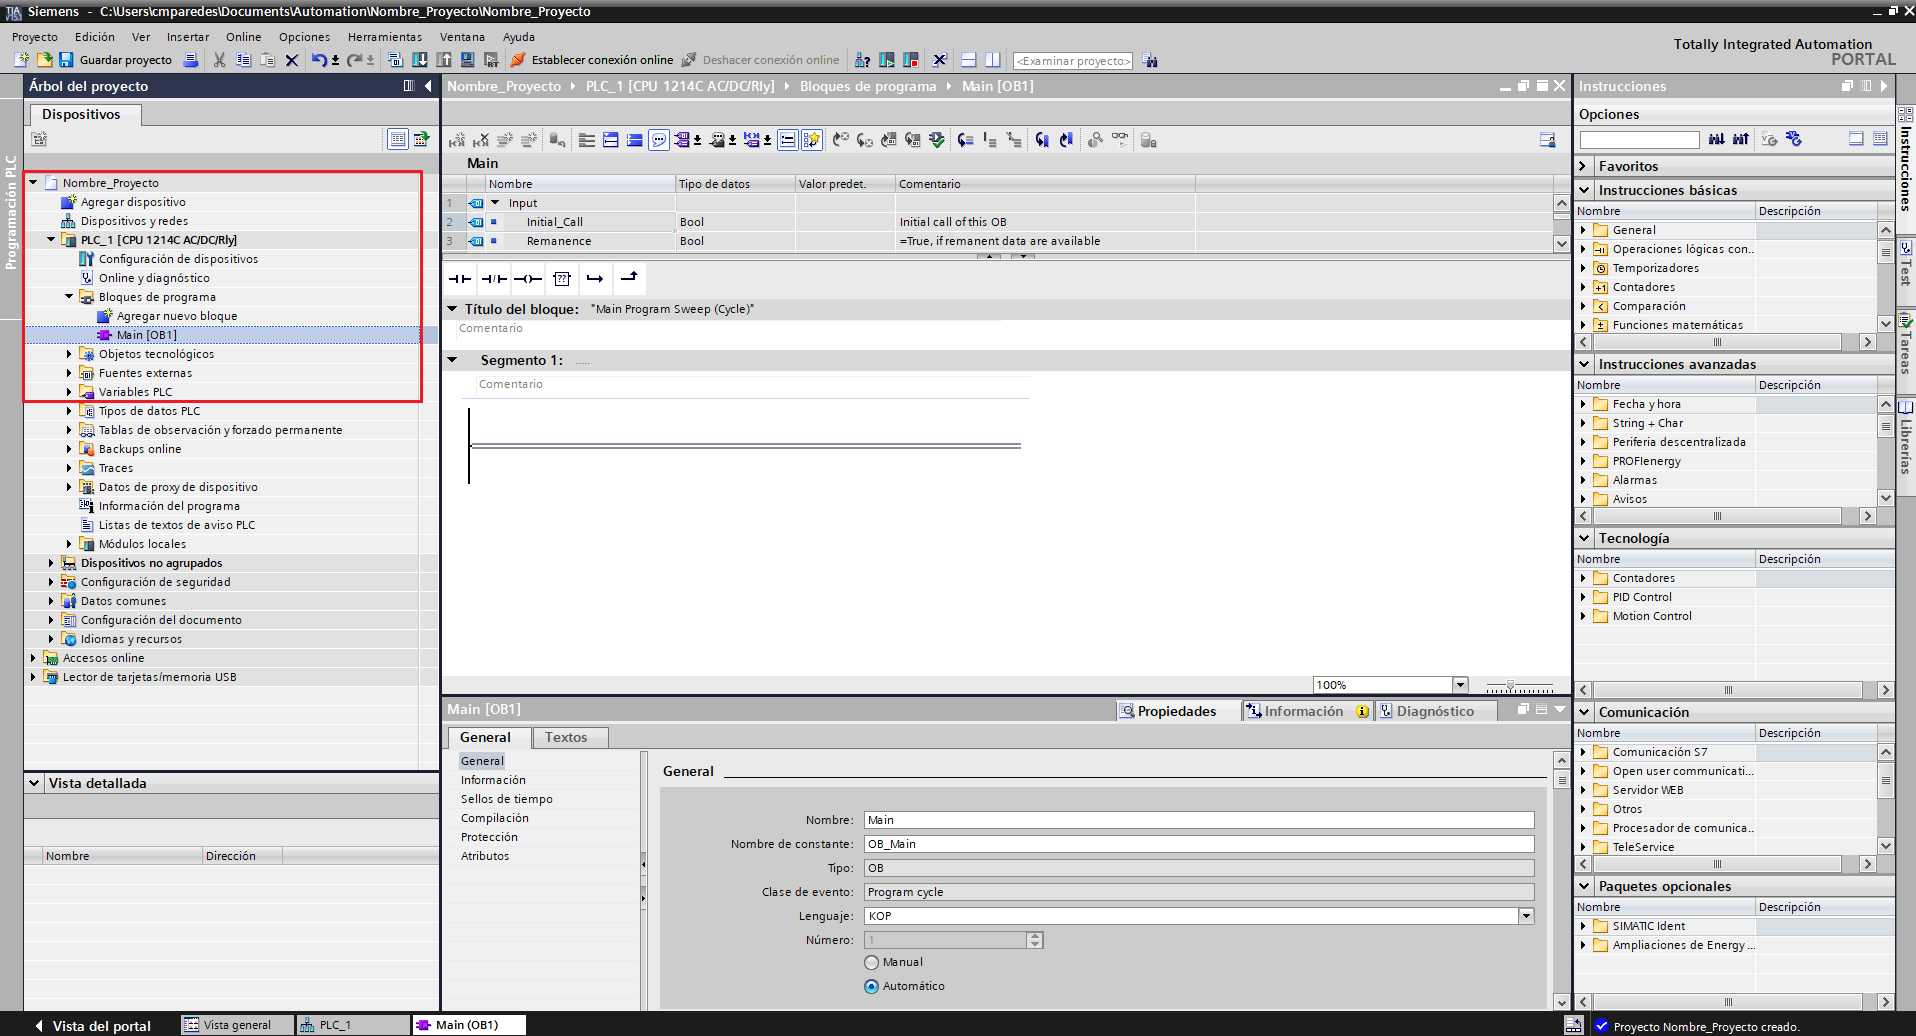 Siemens - C:\Users\cmparedes\Documents\Automation\Nombre_Proyecto\Nombre_Proyecto
Proyecto Edición Ver Insertar Online Opciones Herramientas Ventana Ayuda
Totally Integrated Automation
PORTAL
Guardar proyecto Establecer conexión online Deshacer conexión online <Examinar proyecto>
Programación PLC
Árbol del proyecto
Dispositivos
Nombre_Proyecto
Agregar dispositivo
Dispositivos y redes
PLC_1 [CPU 1214C AC/DC/Rly]
Configuración de dispositivos
Online y diagnóstico
Bloques de programa
Agregar nuevo bloque
Main [OB1]
Objetos tecnológicos
Fuentes externas
Variables PLC
Tipos de datos PLC
Tablas de observación y forzado permanente
Backups online
Traces
Datos de proxy de dispositivo
Información del programa
Listas de textos de aviso PLC
Módulos locales
Dispositivos no agrupados
Configuración de seguridad
Datos comunes
Configuración del documento
Idiomas y recursos
Accesos online
Lector de tarjetas/memoria USB
Vista detallada
Nombre Dirección
Nombre_Proyecto PLC_1 [CPU 1214C AC/DC/Rly] Bloques de programa Main [OB1]
Main
Nombre Tipo de datos Valor predet. Comentario
1 Input
2 Initial_Call Bool Initial call of this OB
3 Remanence Bool =True, if remanent data are available
??
Título del bloque: "Main Program Sweep (Cycle)"
Comentario
Segmento 1: .....
Comentario
100%
Main [OB1]
Propiedades Información Diagnóstico
General Textos
General
Información
Sellos de tiempo
Compilación
Protección
Atributos
General
Nombre: Main
Nombre de constante: OB_Main
Tipo: OB
Clase de evento: Program cycle
Lenguaje: KOP
Número: 1
Manual
Automático
Instrucciones
Opciones
Favoritos
Instrucciones básicas
Nombre Descripción
General
Operaciones lógicas con..
Temporizadores
Contadores
Comparación
Funciones matemáticas
Instrucciones avanzadas
Nombre Descripción
Fecha y hora
String + Char
Periferia descentralizada
PROFIenergy
Alarmas
Avisos
Tecnología
Nombre Descripción
Contadores
PID Control
Motion Control
Comunicación
Nombre Descripción
Comunicación S7
Open user communicati...
Servidor WEB
Otros
Procesador de comunica..
TeleService
Paquetes opcionales
Nombre Descripción
SIMATIC Ident
Ampliaciones de Energy ...
Instrucciones
Test
Tareas
Librerías
Vista del portal Vista general PLC_1 Main (OB1) Proyecto Nombre_Proyecto creado.